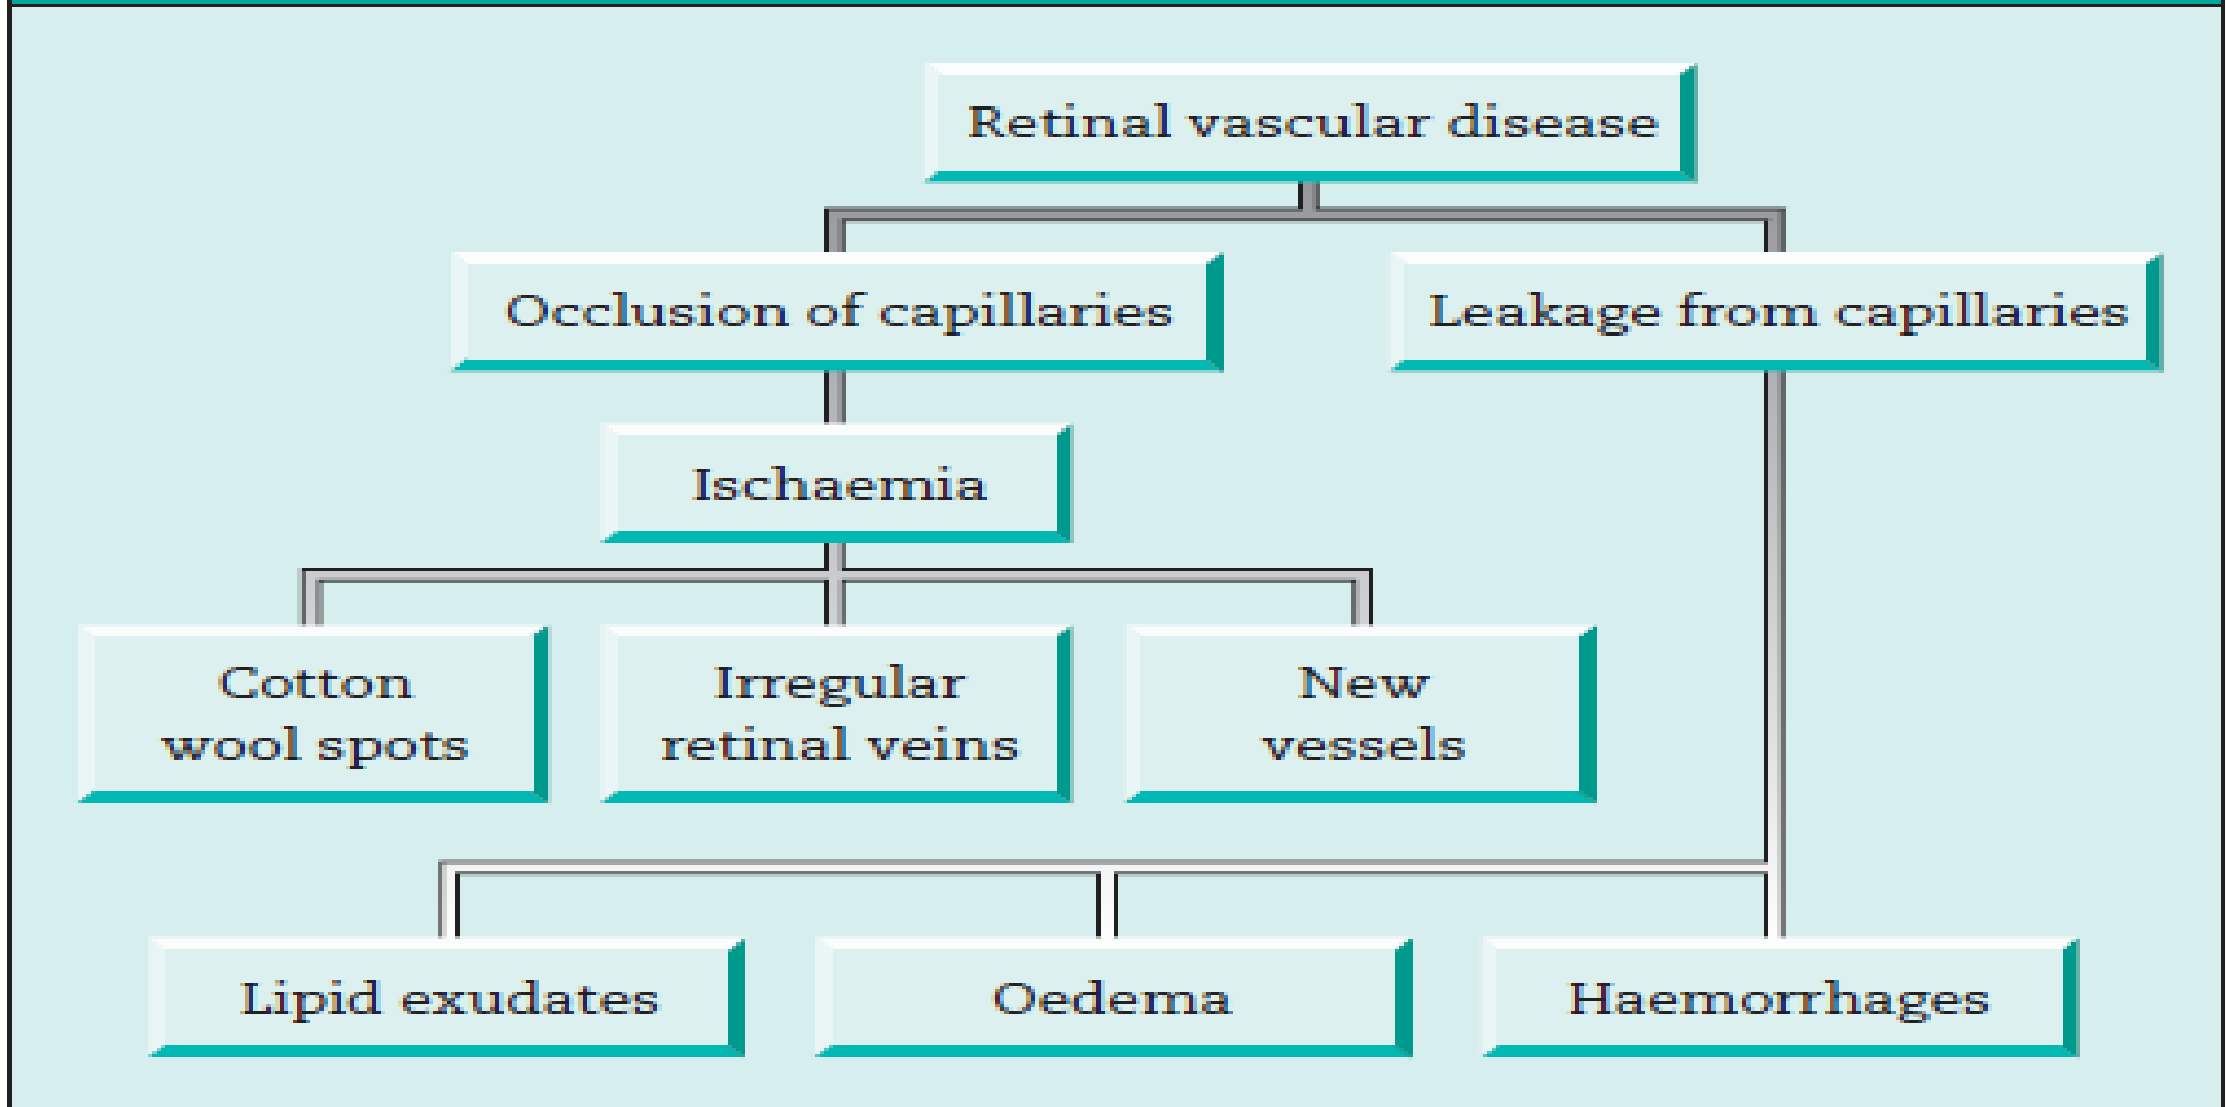 Retinal vascular disease
Occlusion of capillaries
Leakage from capillaries
Ischaemia
Cotton
wool spots
Irregular
retinal veins
New
vessels
Lipid exudates
Oedema
Haemorrhages